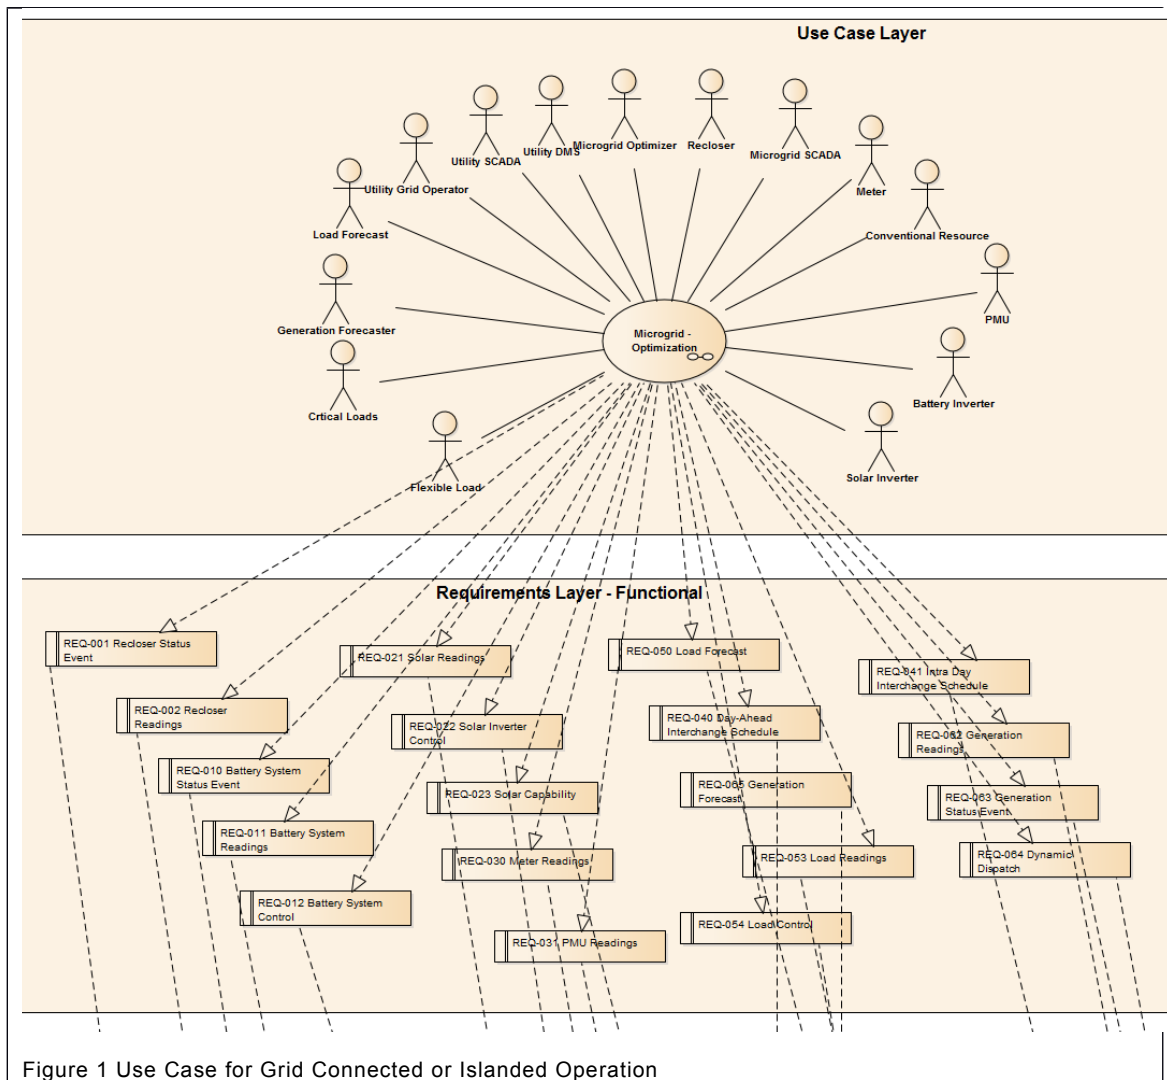 Use Case Layer
Utility SCADA
Utility DMS
Microgrid Optimizer
Recloser
Microgrid SCADA
Utility Grid Operator
Meter
Load Forecast
Conventional Resource
Generation Forecaster
PMU
Microgrid -
Optimization
Crtical Loads
Battery Inverter
Flexible Load
Solar Inverter
Requirements Layer - Functional
REQ-001 Recloser Status
Event
REQ-021 Solar Readings
REQ-050 Load Forecast
REQ-041 Intra Day
Interchange Schedule
REQ-002 Recloser
Readings
REQ-022 Solar Inverter
Control
REQ-040 Day-Ahead
Interchange Schedule
REQ-062 Generation
Readings
REQ-010 Battery System
Status Event
REQ-023 Solar Capability
REQ-065 Generation
Forecast
REQ-063 Generation
Status Event
REQ-011 Battery System
Readings
REQ-030 Meter Readings
REQ-053 Load Readings
REQ-064 Dynamic
Dispatch
REQ-012 Battery System
Control
REQ-031 PMU Readings
REQ-054 Load Control
Figure 1 Use Case for Grid Connected or Islanded Operation